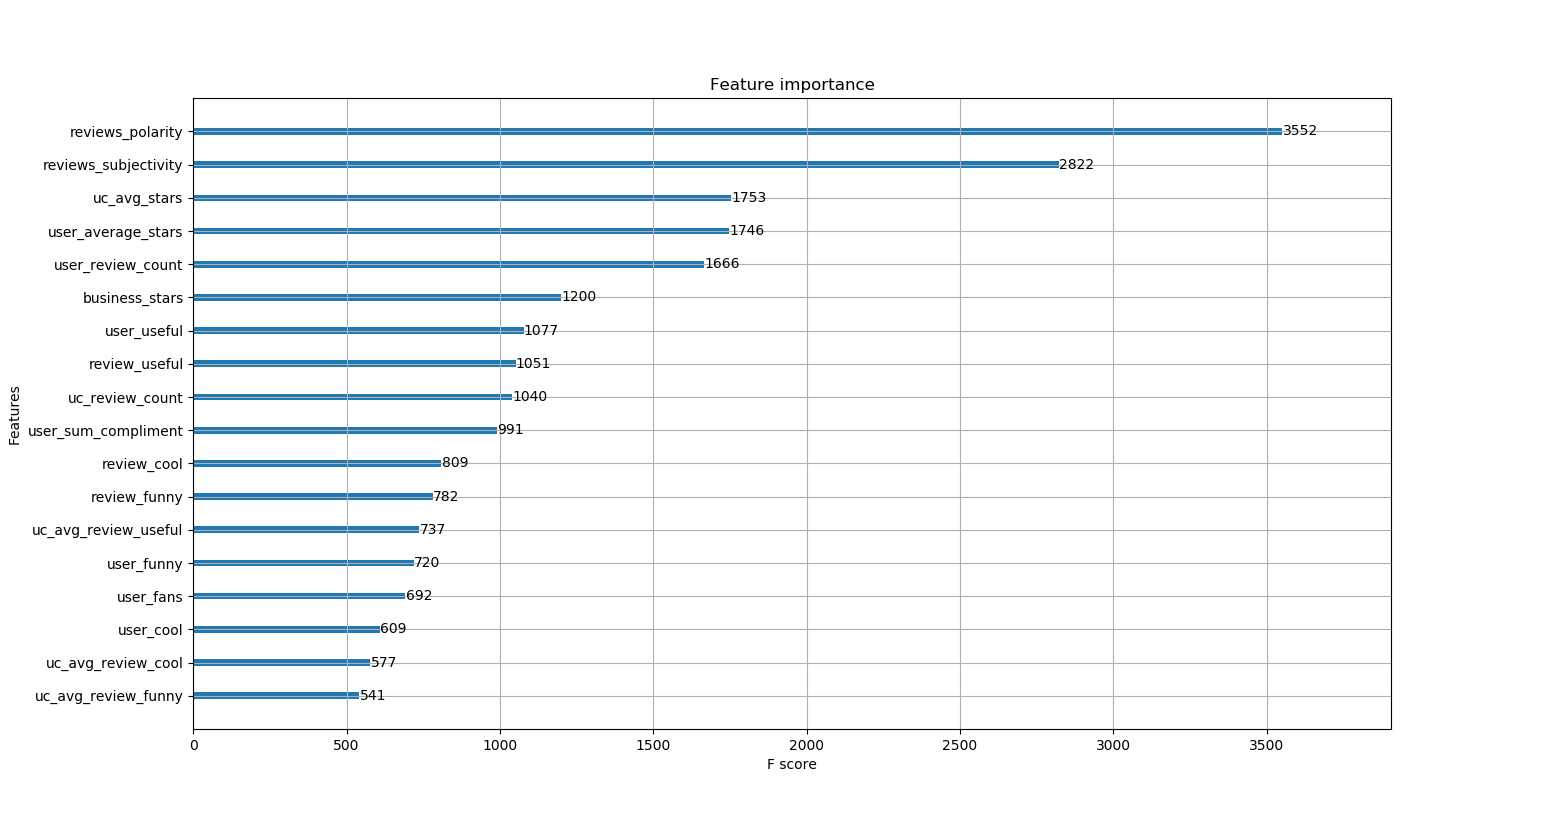 Feature importance
reviews_polarity 3552
reviews_subjectivity 2822
uc_avg_stars 1753
user_average_stars 1746
user_review_count 1666
business_stars 1200
user_useful 1077
review_useful 1051
uc_review_count 1040
Features
user_sum_compliment 991
review_cool 809
review_funny 782
uc_avg_review_useful 737
user_funny 720
user_fans 692
user_cool 609
uc_avg_review_cool 577
uc_avg_review_funny 541
0 500 1000 1500 2000 2500 3000 3500
F score